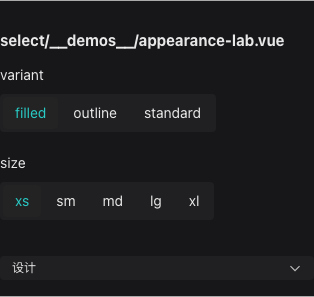 select/__demos__/appearance-lab.vue
variant
filled outline standard
size
xs sm md lg xl
设计